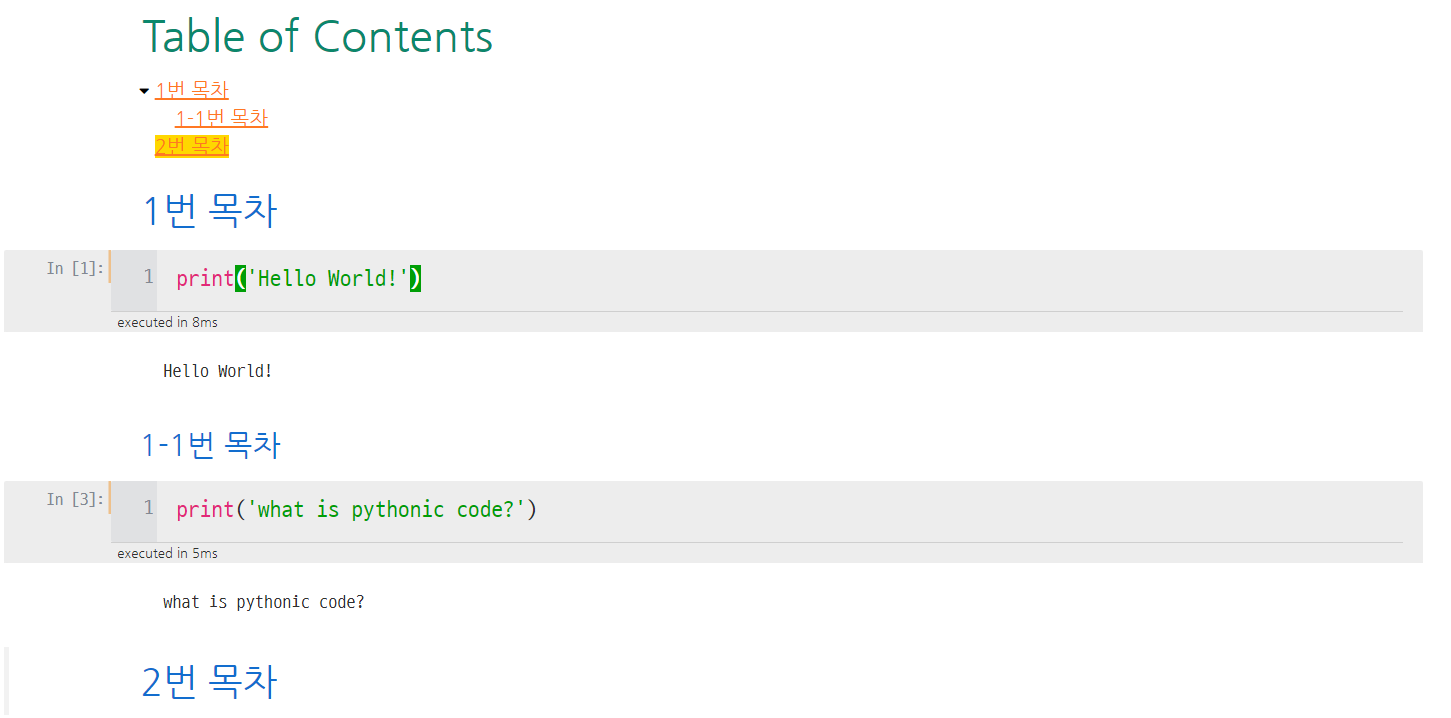 Table of Contents
1번 목차
1-1번 목차
2번 목차
1번 목차
In [1]:
1 print('Hello World!')
executed in 8ms
Hello World!
1-1번 목차
In [3]:
1 print('what is pythonic code?')
executed in 5ms
what is pythonic code?
2번 목차